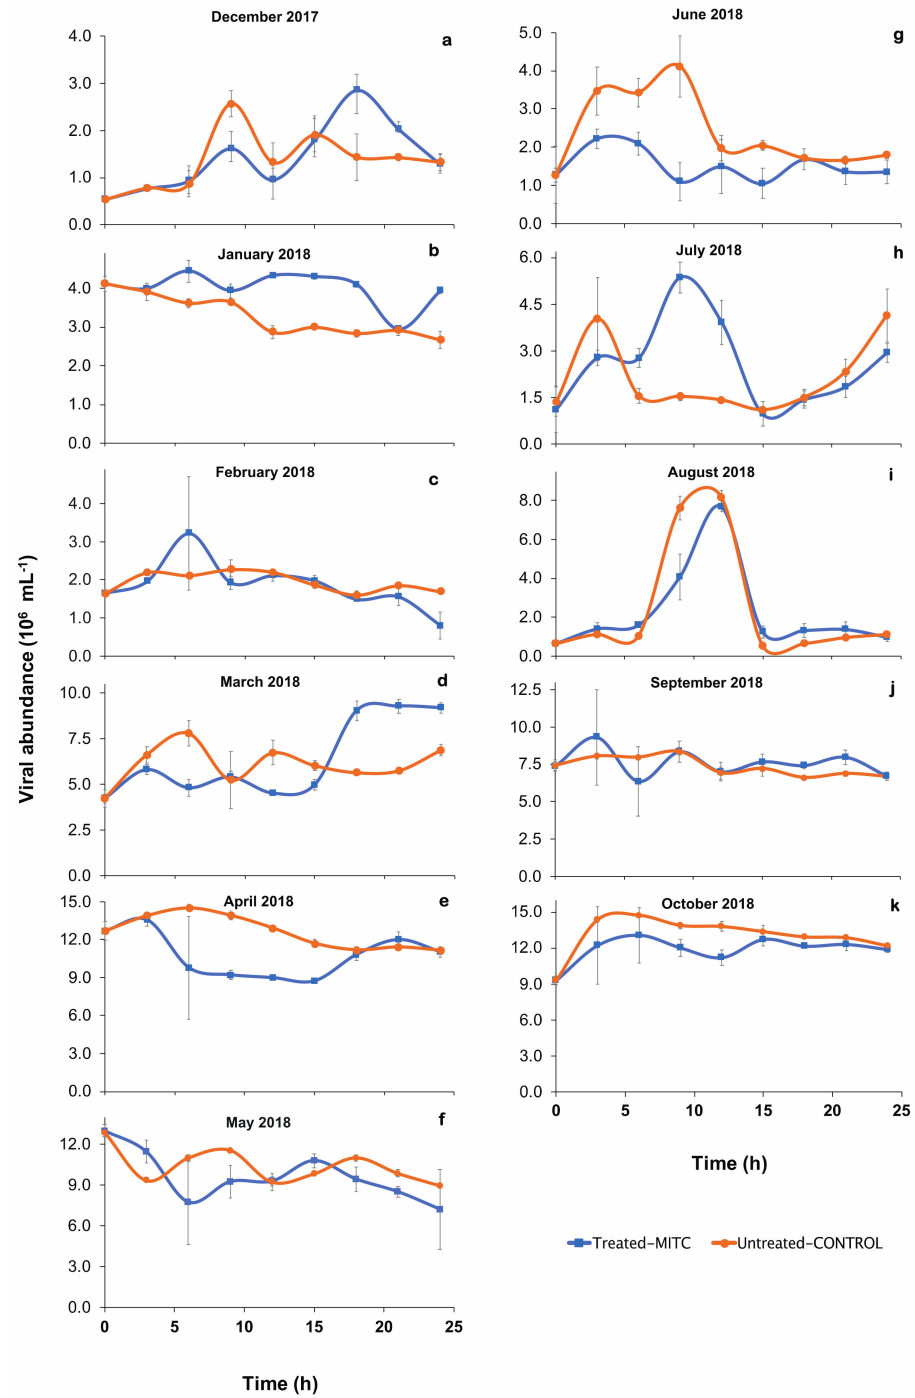 December 2017
a
4.0
3.0
2.0
1.0
0.0
January 2018
b
4.0
3.0
2.0
1.0
0.0
February 2018
c
4.0
3.0
2.0
1.0
0.0
March 2018
d
10.0
7.5
5.0
2.5
0.0
April 2018
e
15.0
12.0
9.0
6.0
3.0
0.0
May 2018
f
12.0
9.0
6.0
3.0
0.0
0 5 10 15 20 25
Time (h)
Viral abundance (10⁶ mL⁻¹)
June 2018
g
5.0
4.0
3.0
2.0
1.0
0.0
July 2018
h
6.0
4.5
3.0
1.5
0.0
August 2018
i
8.0
6.0
4.0
2.0
0.0
September 2018
j
12.5
10.0
7.5
5.0
2.5
0.0
October 2018
k
15.0
12.0
9.0
6.0
3.0
0.0
0 5 10 15 20 25
Time (h)
Treated-MITC Untreated-CONTROL